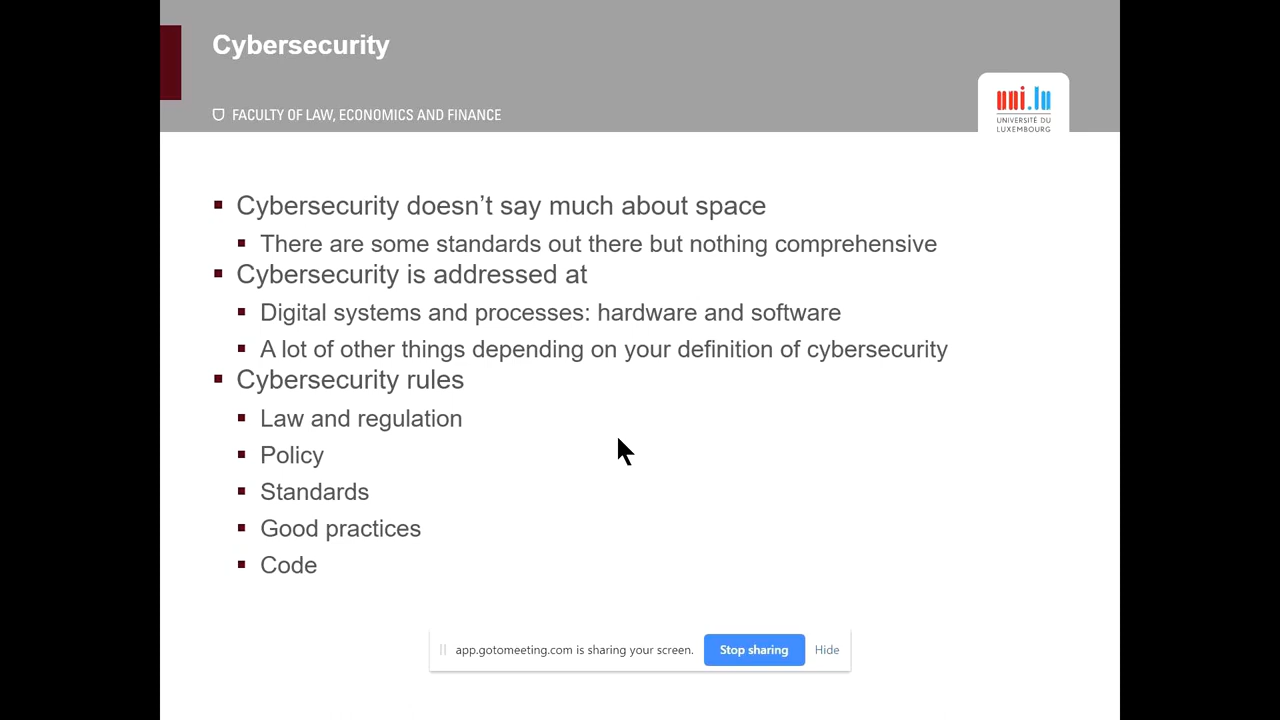 Cybersecurity
FACULTY OF LAW, ECONOMICS AND FINANCE
uni.lu
UNIVERSITÉ DU
LUXEMBOURG
Cybersecurity doesn’t say much about space
There are some standards out there but nothing comprehensive
Cybersecurity is addressed at
Digital systems and processes: hardware and software
A lot of other things depending on your definition of cybersecurity
Cybersecurity rules
Law and regulation
Policy
Standards
Good practices
Code
app.gotomeeting.com is sharing your screen. Stop sharing Hide